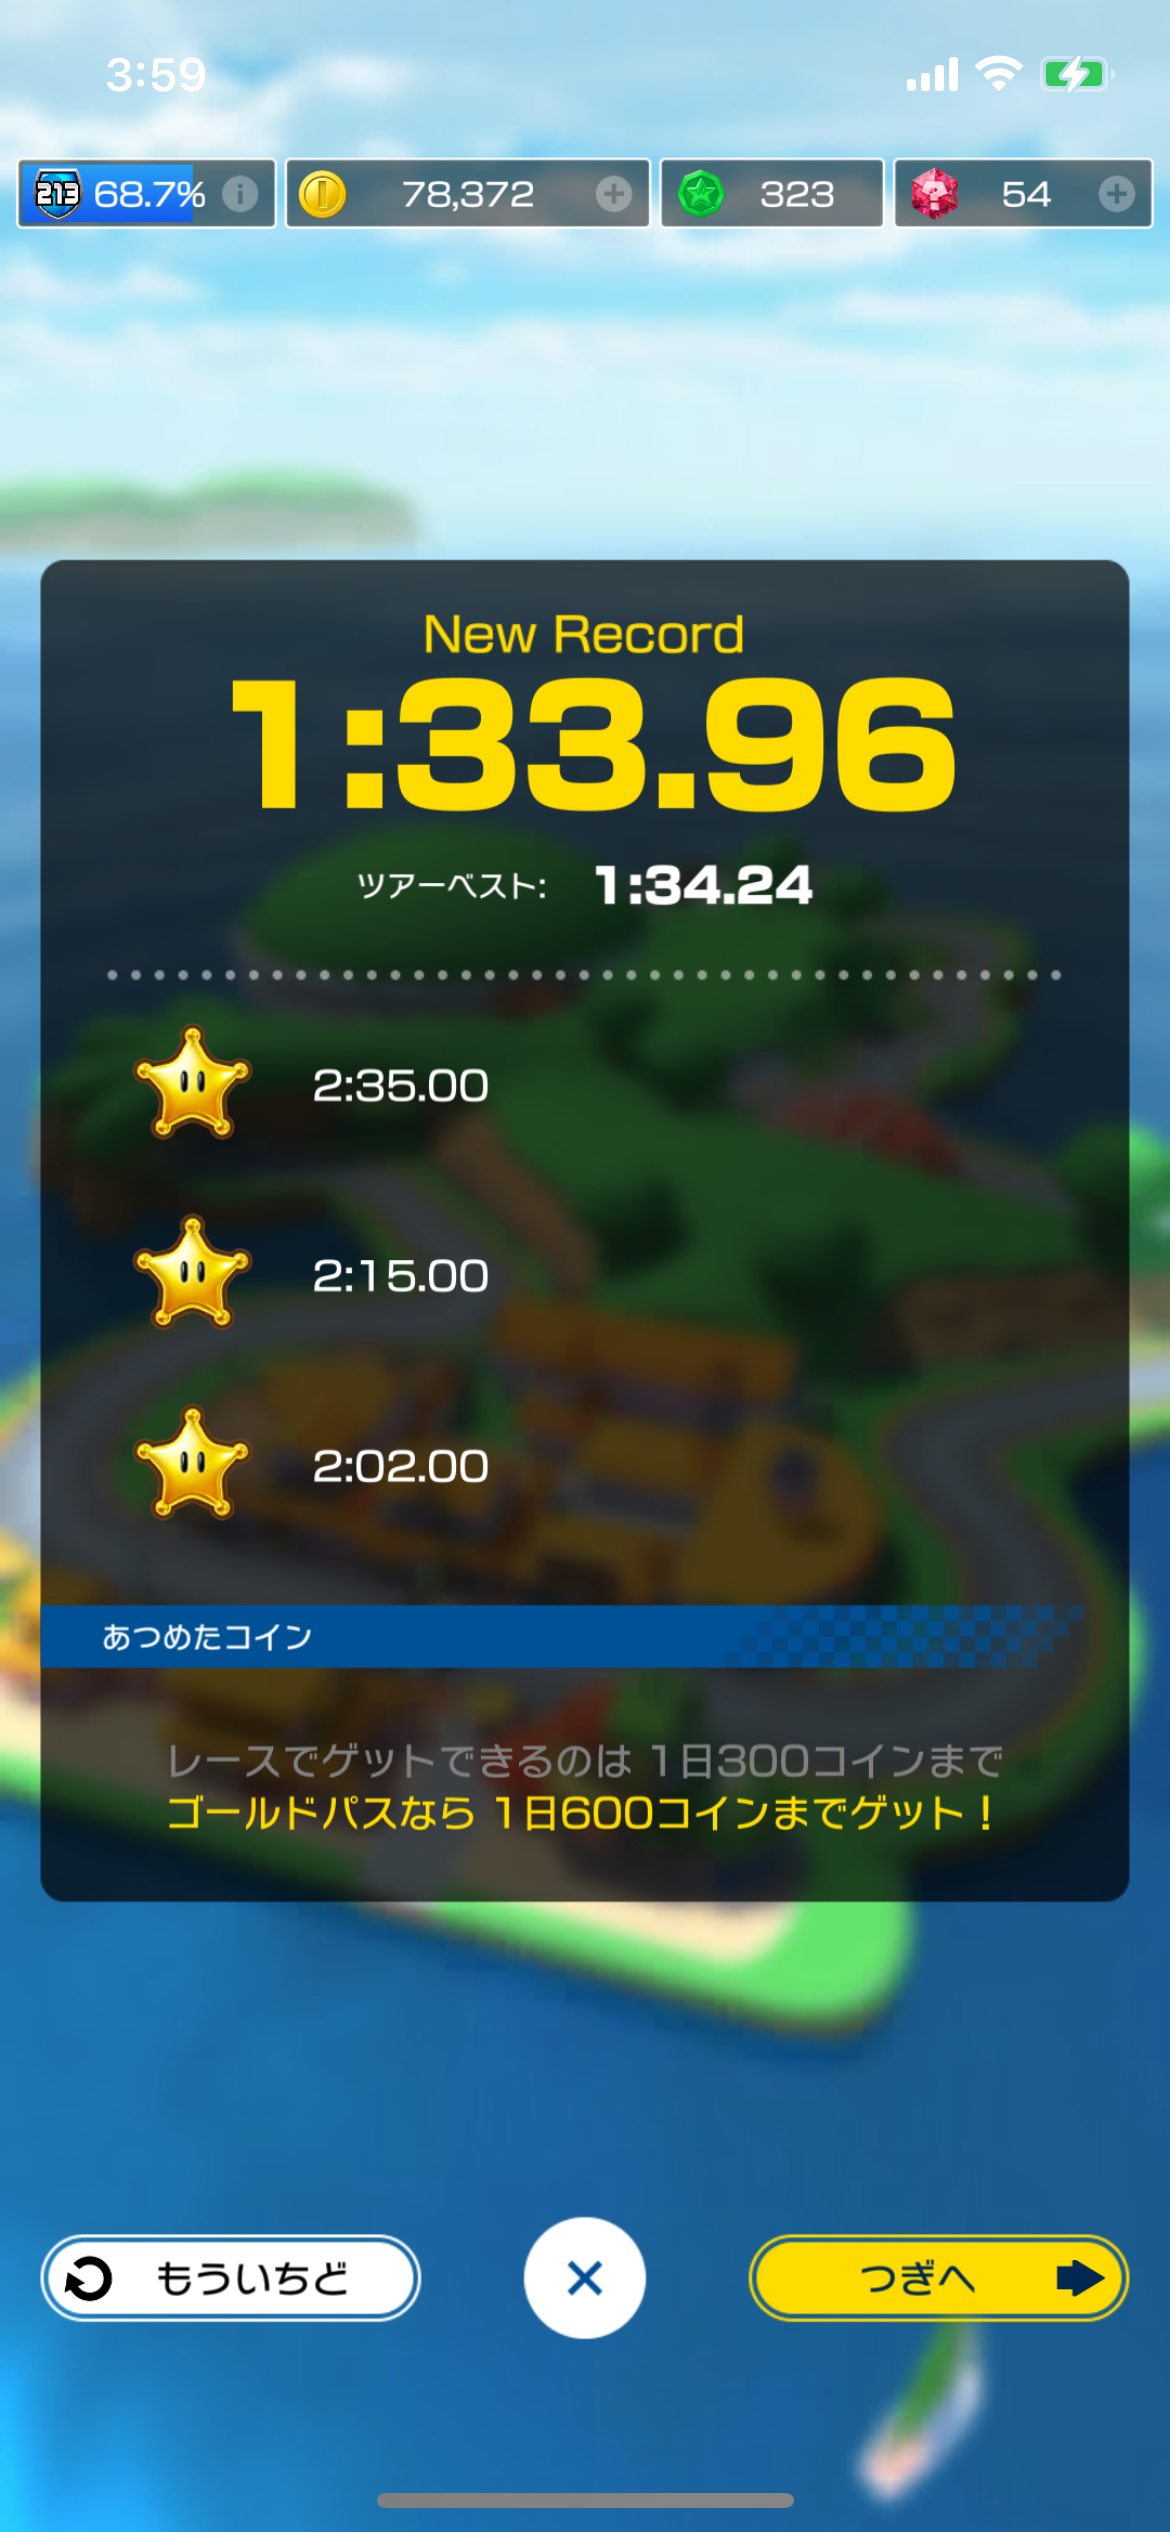 3:59
213 68.7% 78,372 323 54
New Record
1:33.96
ツアーベスト: 1:34.24
2:35.00
2:15.00
2:02.00
あつめたコイン
レースでゲットできるのは 1日300コインまで
ゴールドパスなら 1日600コインまでゲット！
もういちど
つぎへ